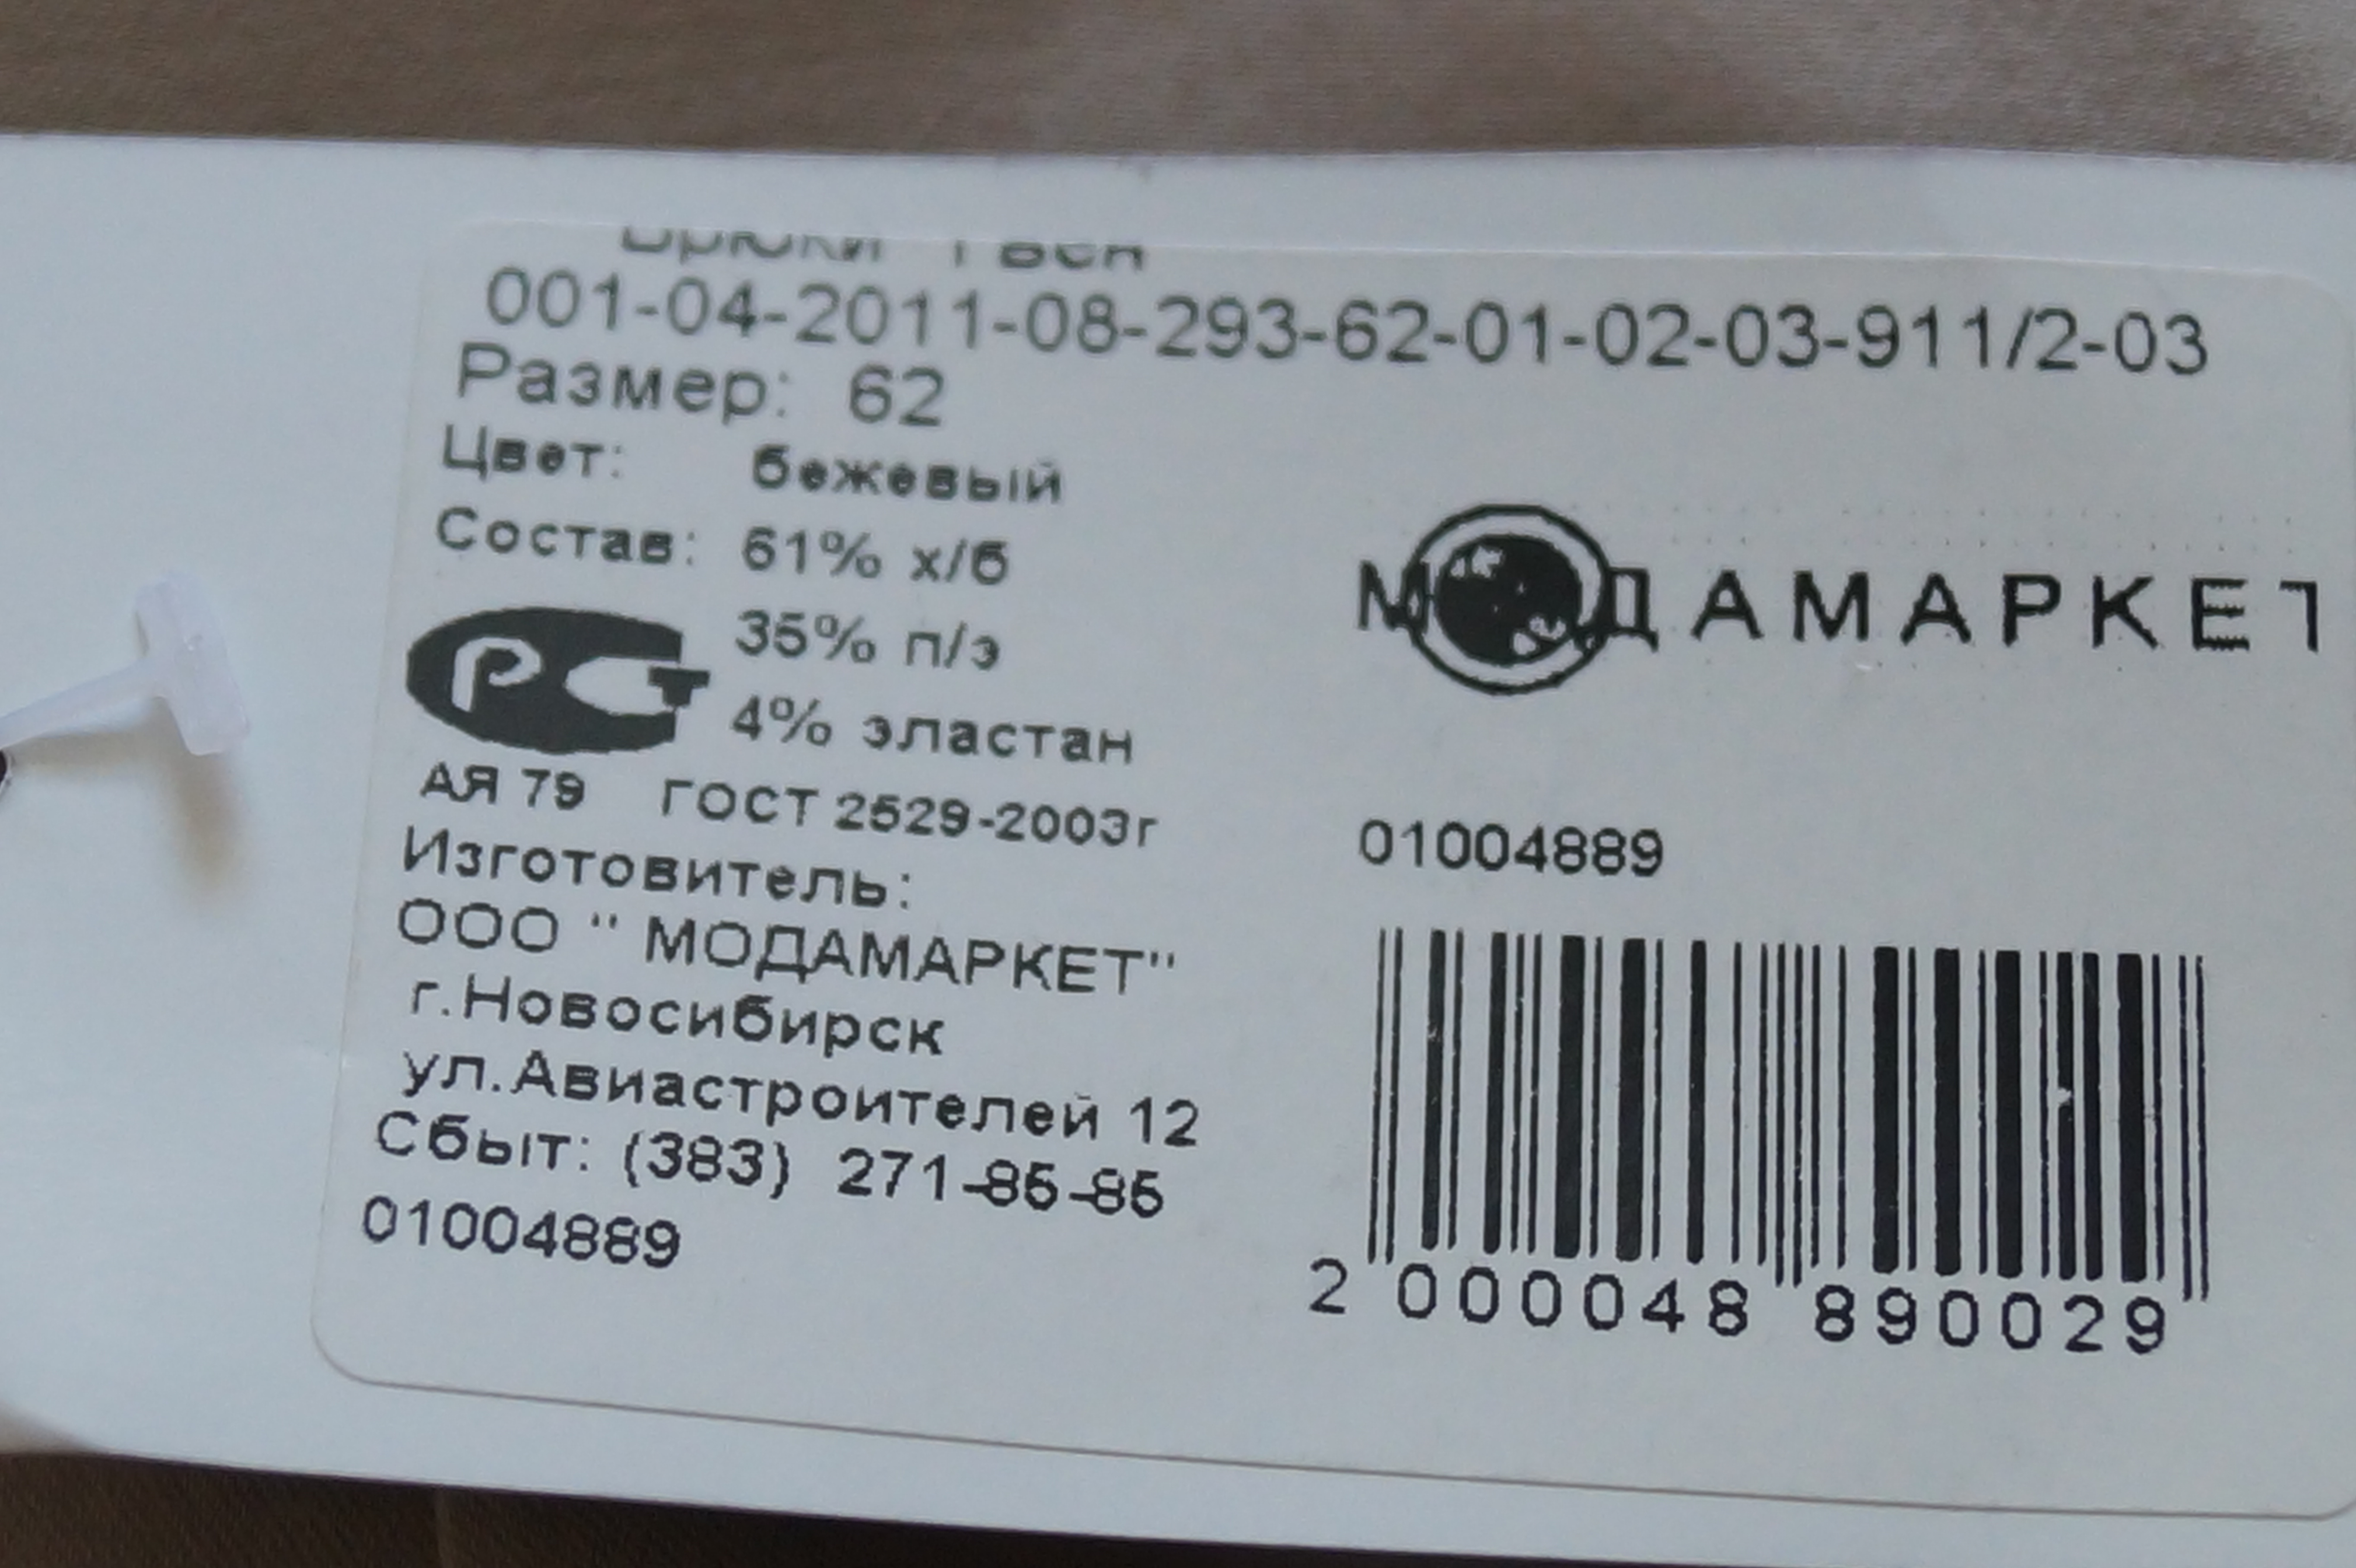 Брюки
001-04-2011-08-293-62-01-02-03-911/2-03
Размер: 62
Цвет: бежевый
Состав: 61% х/б
35% п/э
4% эластан
РСТ
АЯ 79 ГОСТ 2529-2003г
Изготовитель:
ООО " МОДАМАРКЕТ"
г.Новосибирск
ул.Авиастроителей 12
Сбыт: (383) 271-85-85
01004889
МОДАМАРКЕТ
01004889
2 000048 890029